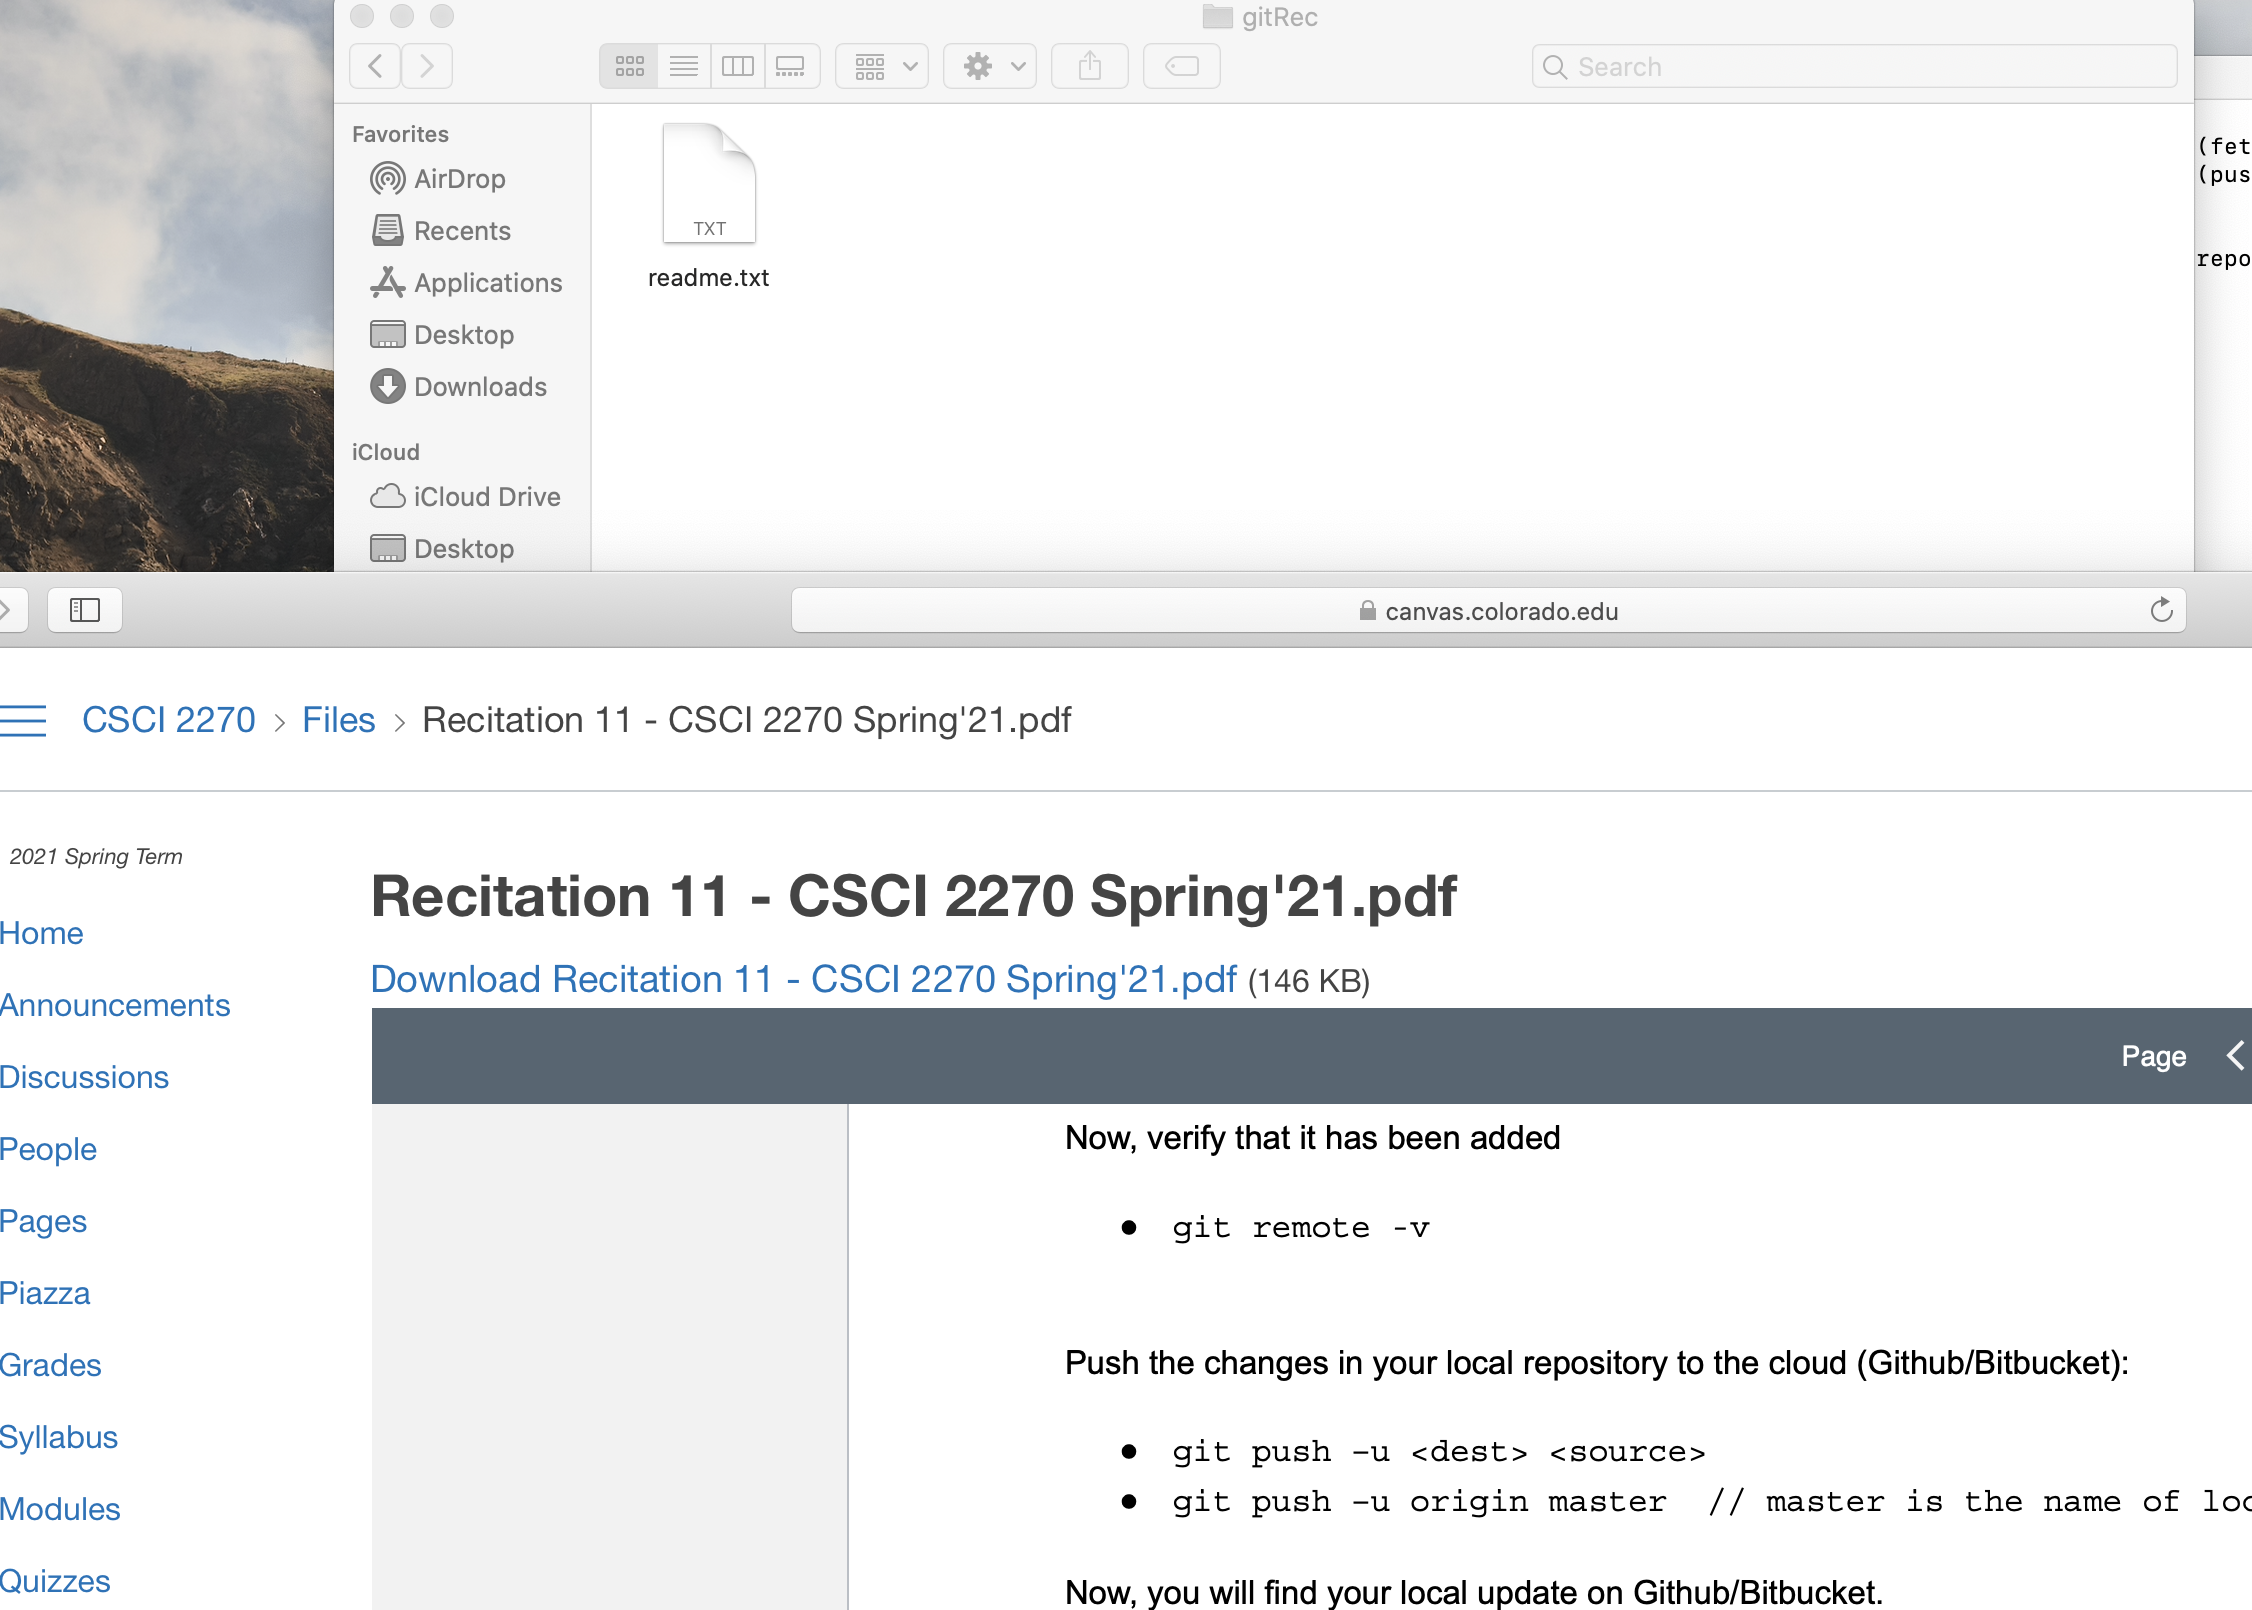 gitRec
Search
Favorites
AirDrop
Recents
Applications
Desktop
Downloads
iCloud
iCloud Drive
Desktop
TXT
readme.txt
(fet
(pus
repo
canvas.colorado.edu
CSCI 2270 > Files > Recitation 11 - CSCI 2270 Spring'21.pdf
2021 Spring Term
Home
Announcements
Discussions
People
Pages
Piazza
Grades
Syllabus
Modules
Quizzes
Recitation 11 - CSCI 2270 Spring'21.pdf
Download Recitation 11 - CSCI 2270 Spring'21.pdf (146 KB)
Page
Now, verify that it has been added
● git remote -v
Push the changes in your local repository to the cloud (Github/Bitbucket):
● git push –u <dest> <source>
● git push –u origin master // master is the name of loc
Now, you will find your local update on Github/Bitbucket.